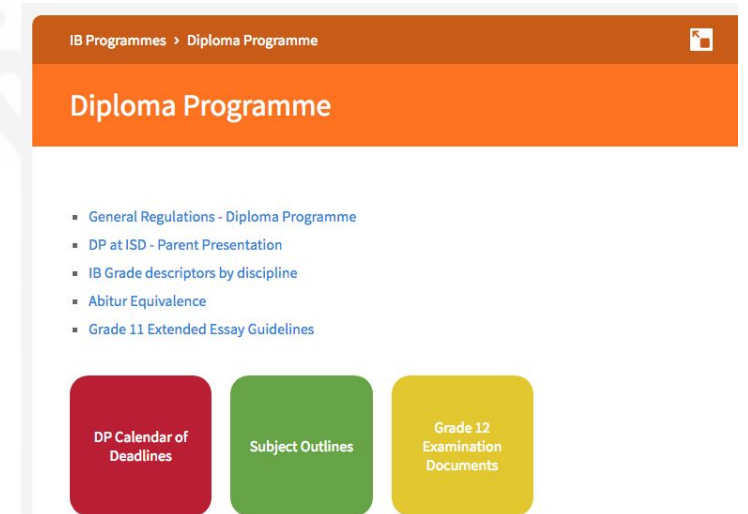 IB Programmes > Diploma Programme
Diploma Programme
General Regulations - Diploma Programme
DP at ISD - Parent Presentation
IB Grade descriptors by discipline
Abitur Equivalence
Grade 11 Extended Essay Guidelines
DP Calendar of
Deadlines
Subject Outlines
Grade 12
Examination
Documents